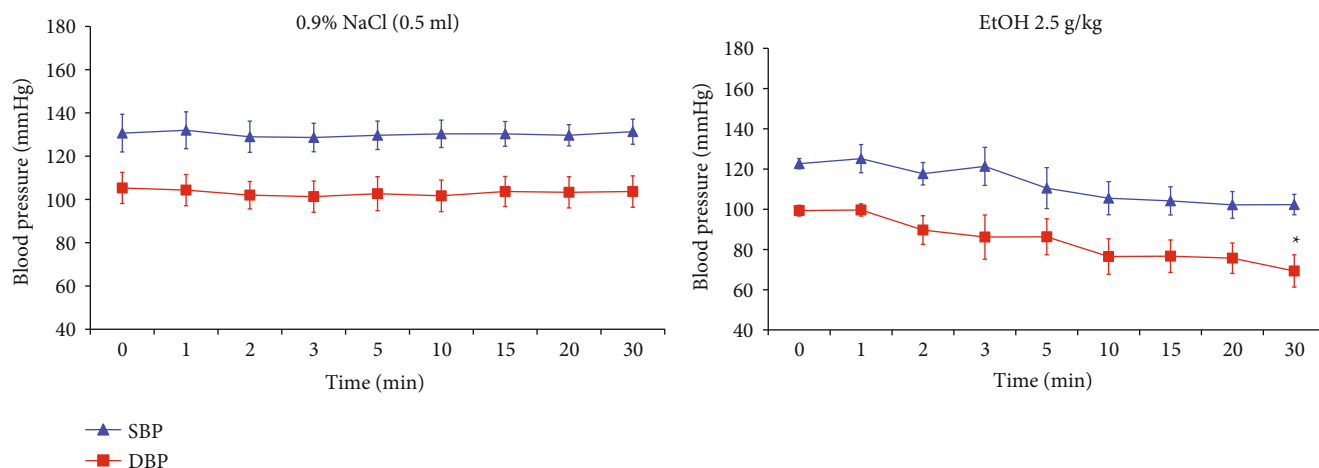 0.9% NaCl (0.5 ml)
Blood pressure (mmHg)
180
160
140
120
100
80
60
40
0 1 2 3 5 10 15 20 30
Time (min)
SBP
DBP
EtOH 2.5 g/kg
Blood pressure (mmHg)
180
160
140
120
100
80
60
40
*
0 1 2 3 5 10 15 20 30
Time (min)